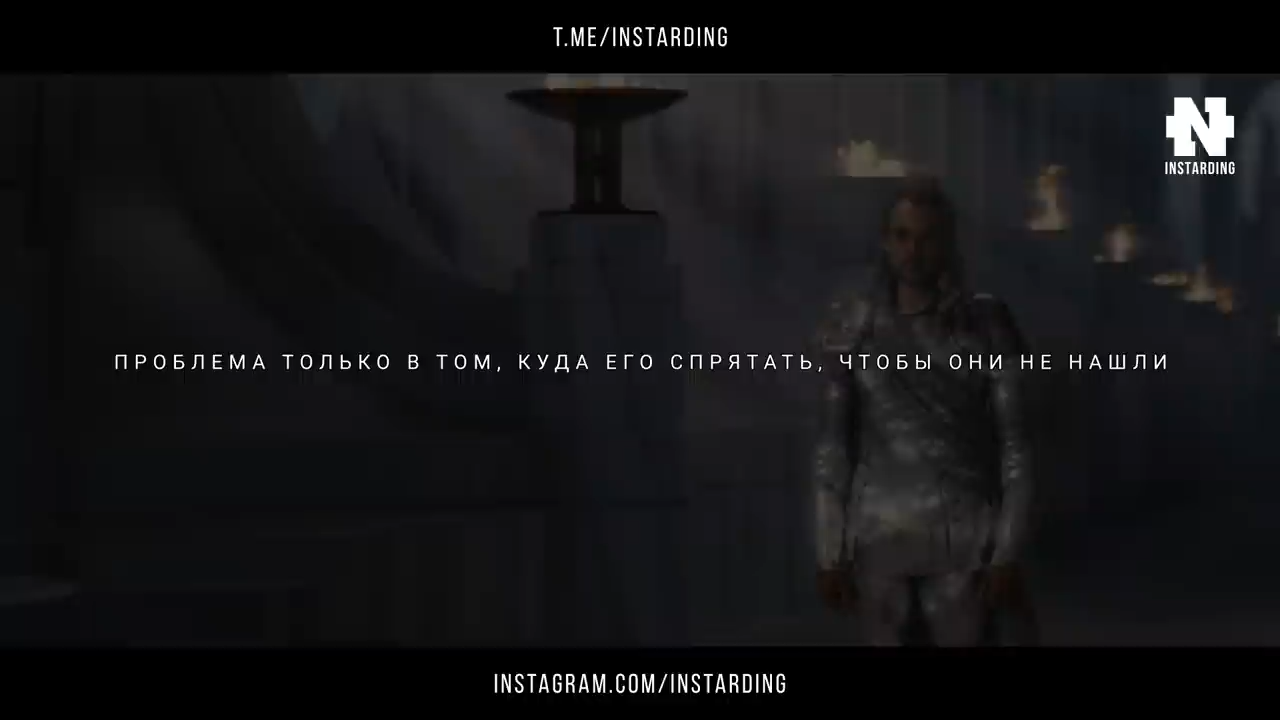 T.ME/INSTARDING
N
INSTARDING
ПРОБЛЕМА ТОЛЬКО В ТОМ, КУДА ЕГО СПРЯТАТЬ, ЧТОБЫ ОНИ НЕ НАШЛИ
INSTAGRAM.COM/INSTARDING